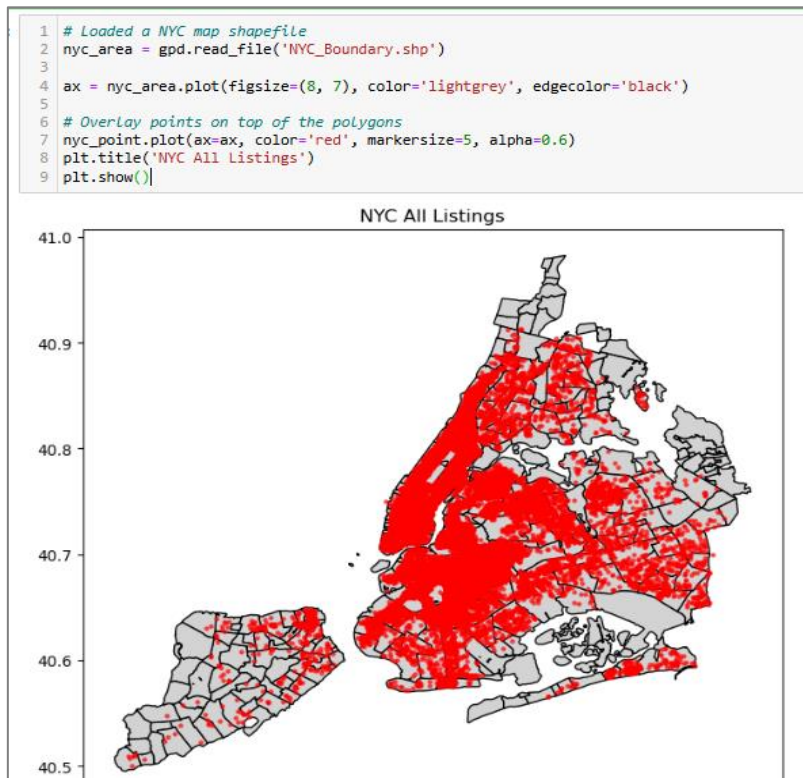 1 # Loaded a NYC map shapefile
2 nyc_area = gpd.read_file('NYC_Boundary.shp')
3
4 ax = nyc_area.plot(figsize=(8, 7), color='lightgrey', edgecolor='black')
5
6 # Overlay points on top of the polygons
7 nyc_point.plot(ax=ax, color='red', markersize=5, alpha=0.6)
8 plt.title('NYC All Listings')
9 plt.show()
NYC All Listings
41.0
40.9
40.8
40.7
40.6
40.5